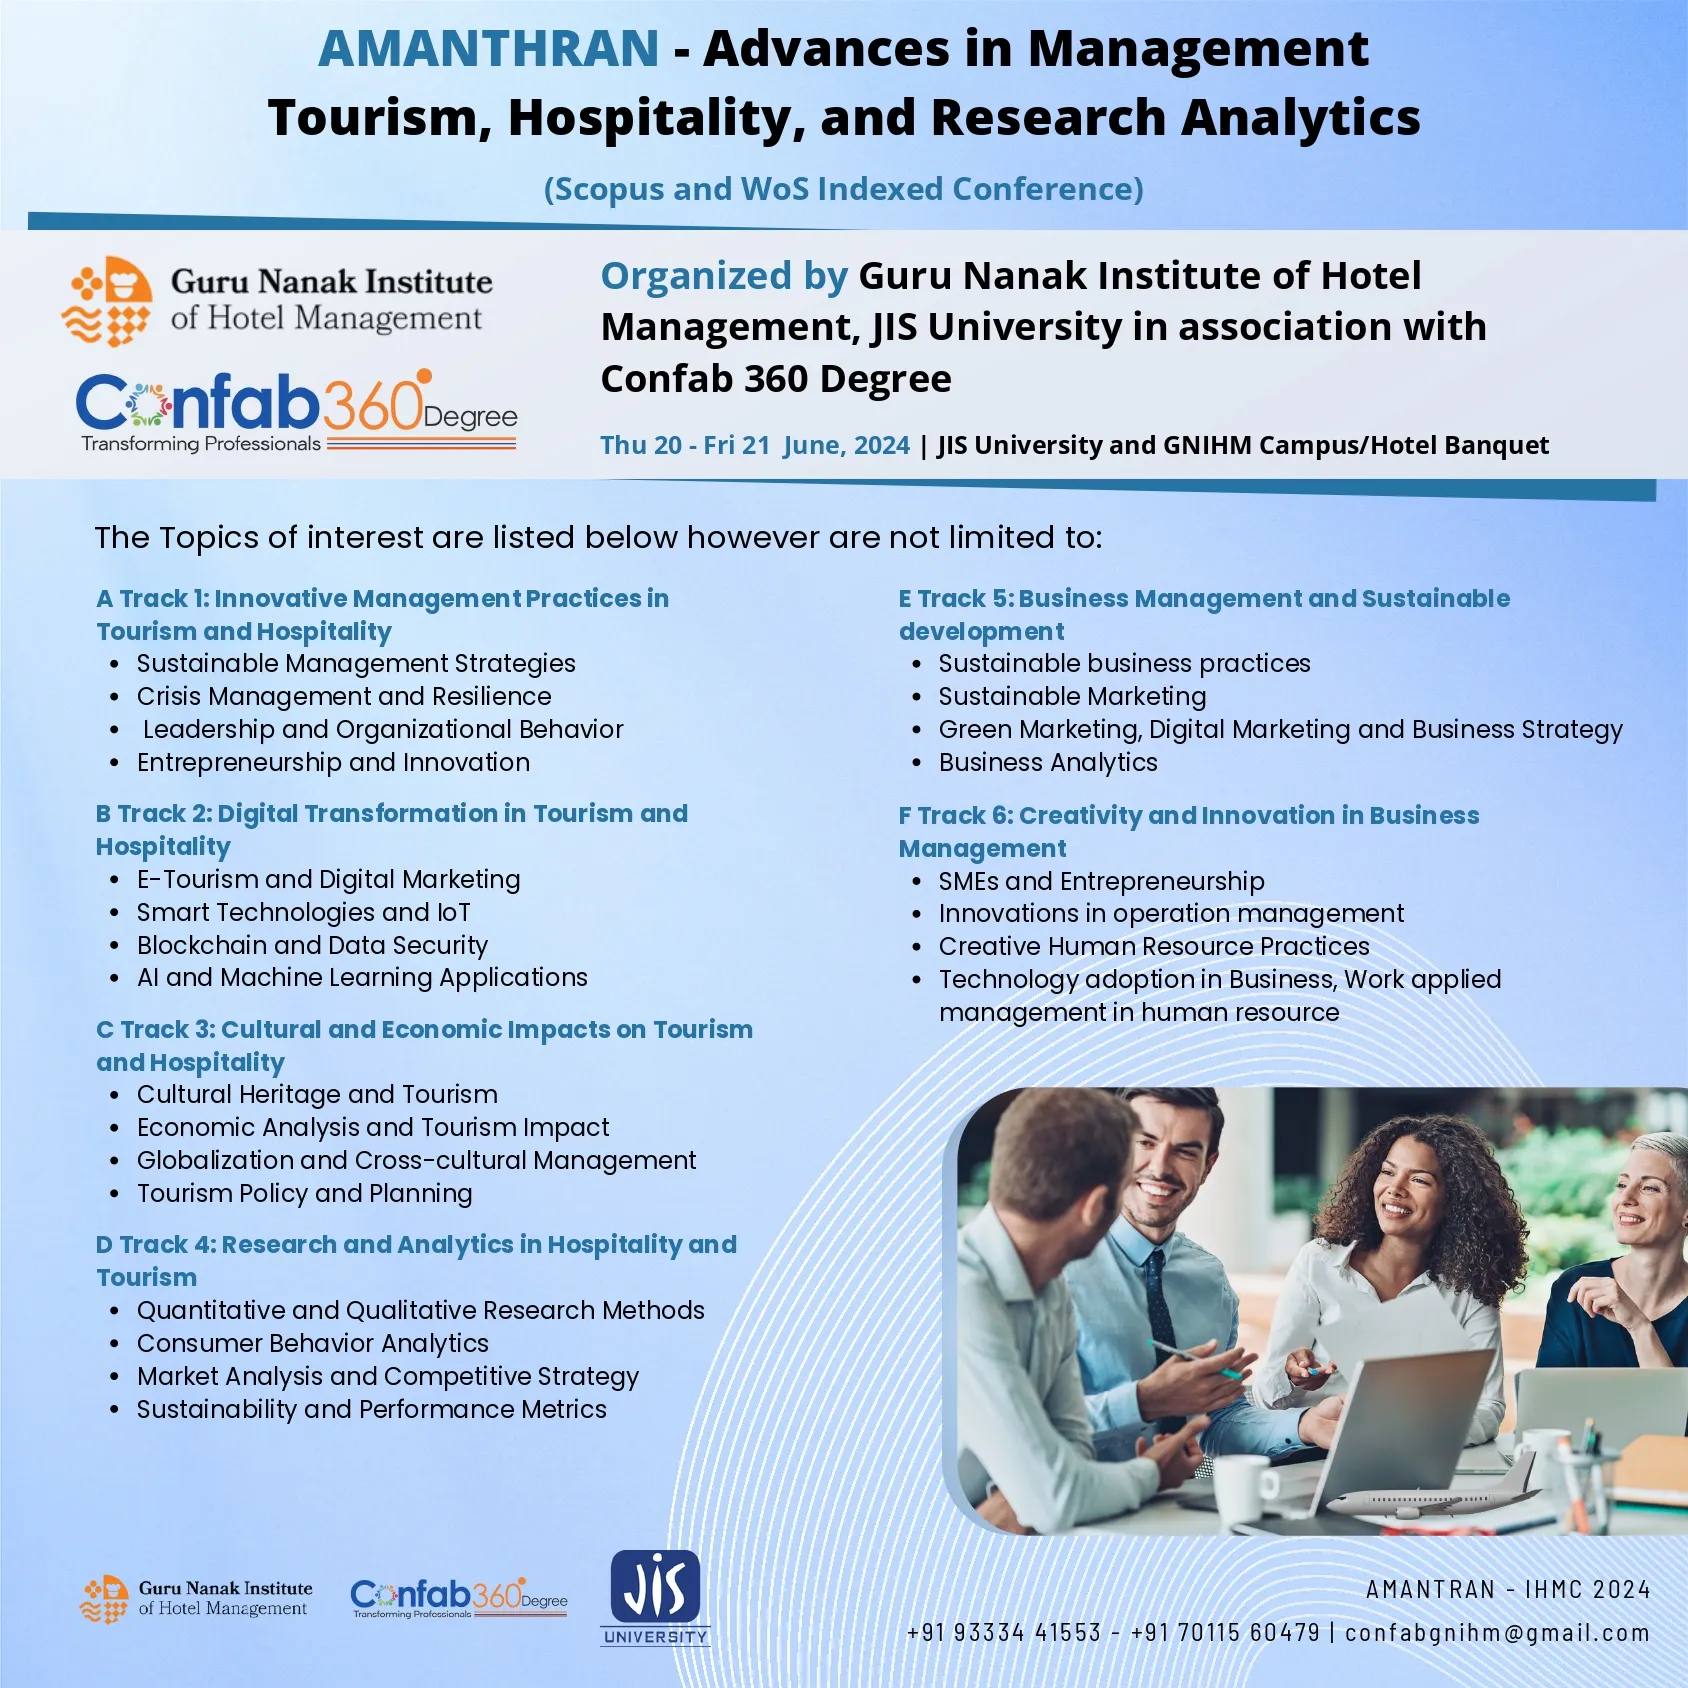 AMANTHRAN - Advances in Management
Tourism, Hospitality, and Research Analytics
(Scopus and WoS Indexed Conference)
Guru Nanak Institute
of Hotel Management
Confab 360 Degree
Transforming Professionals
Organized by Guru Nanak Institute of Hotel
Management, JIS University in association with
Confab 360 Degree
Thu 20 - Fri 21 June, 2024 | JIS University and GNIHM Campus/Hotel Banquet
The Topics of interest are listed below however are not limited to:
A Track 1: Innovative Management Practices in
Tourism and Hospitality
• Sustainable Management Strategies
• Crisis Management and Resilience
• Leadership and Organizational Behavior
• Entrepreneurship and Innovation
B Track 2: Digital Transformation in Tourism and
Hospitality
• E-Tourism and Digital Marketing
• Smart Technologies and IoT
• Blockchain and Data Security
• AI and Machine Learning Applications
C Track 3: Cultural and Economic Impacts on Tourism
and Hospitality
• Cultural Heritage and Tourism
• Economic Analysis and Tourism Impact
• Globalization and Cross-cultural Management
• Tourism Policy and Planning
D Track 4: Research and Analytics in Hospitality and
Tourism
• Quantitative and Qualitative Research Methods
• Consumer Behavior Analytics
• Market Analysis and Competitive Strategy
• Sustainability and Performance Metrics
E Track 5: Business Management and Sustainable
development
• Sustainable business practices
• Sustainable Marketing
• Green Marketing, Digital Marketing and Business Strategy
• Business Analytics
F Track 6: Creativity and Innovation in Business
Management
• SMEs and Entrepreneurship
• Innovations in operation management
• Creative Human Resource Practices
• Technology adoption in Business, Work applied
management in human resource
Guru Nanak Institute
of Hotel Management
Confab 360 Degree
Transforming Professionals
JIS
UNIVERSITY
AMANTRAN - IHMC 2024
+91 93334 41553 - +91 70115 60479 | confabgnihm@gmail.com